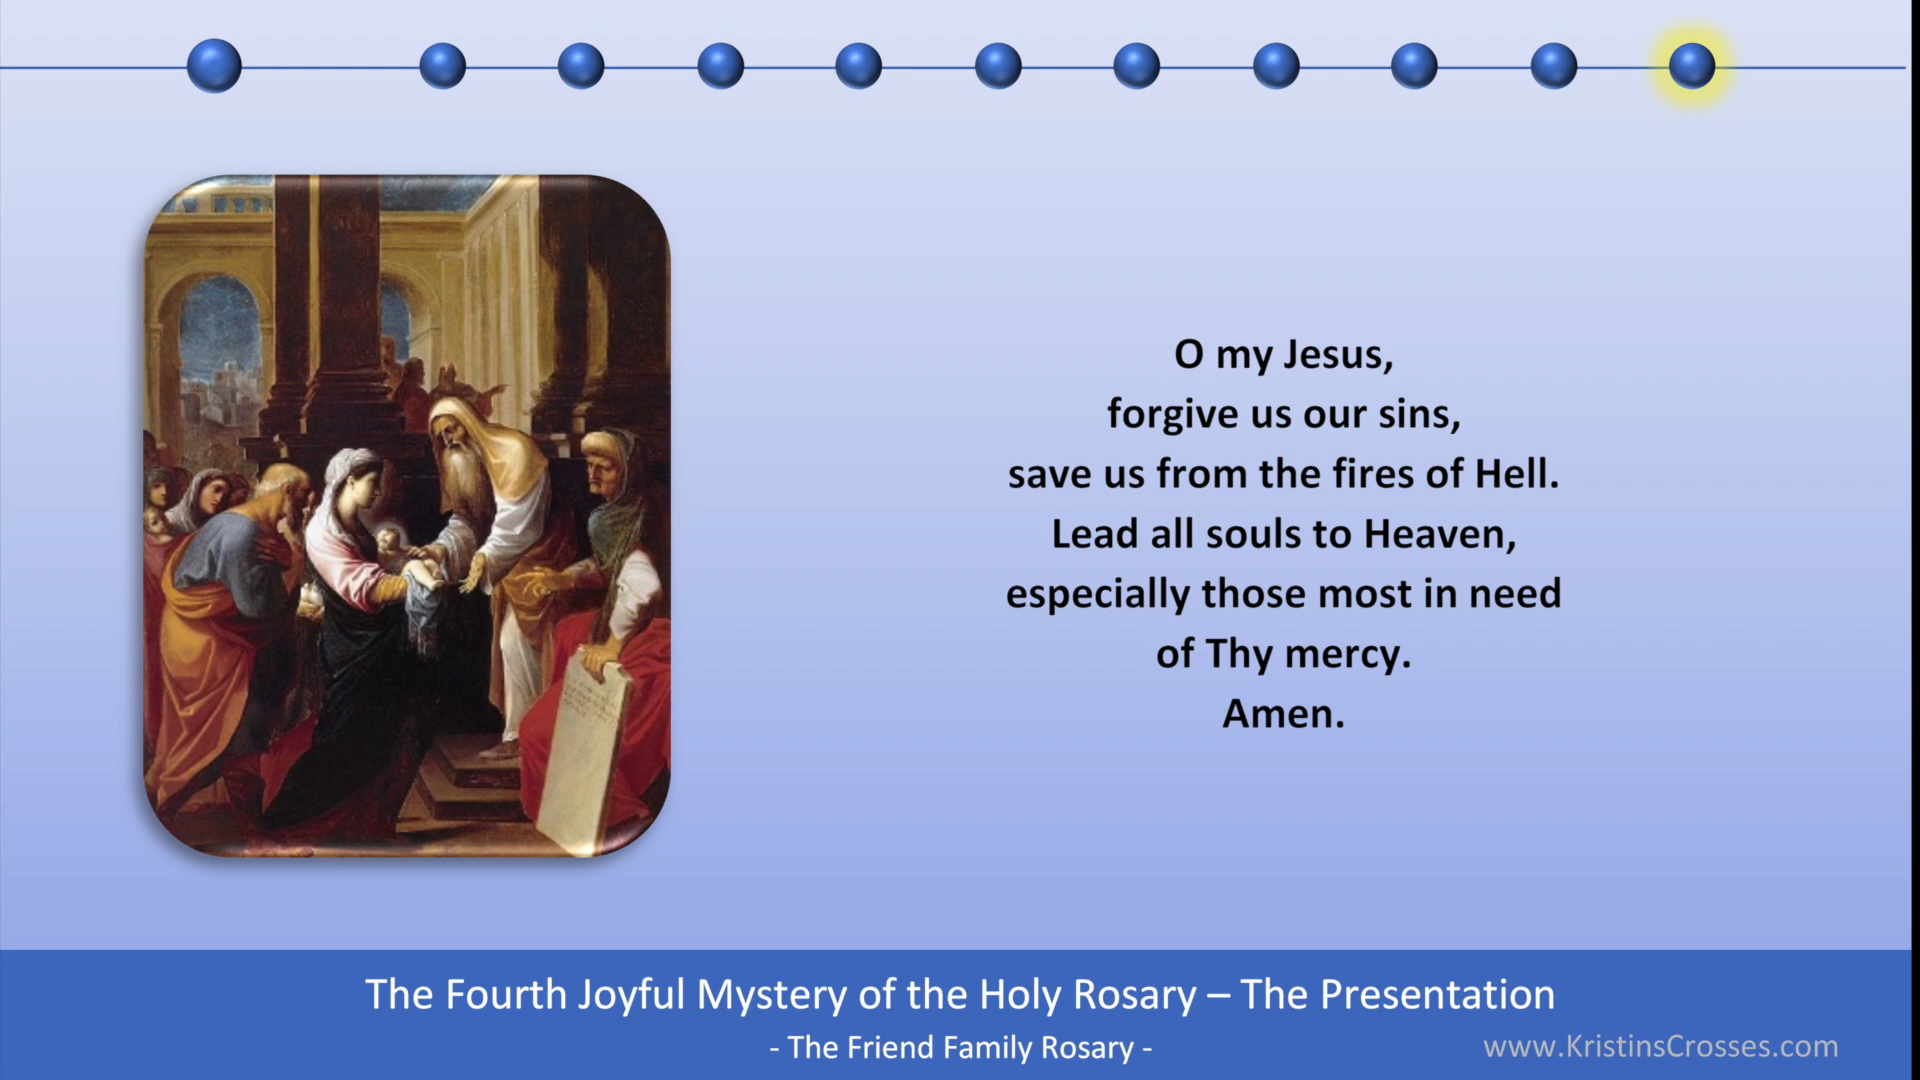 O my Jesus,
forgive us our sins,
save us from the fires of Hell.
Lead all souls to Heaven,
especially those most in need
of Thy mercy.
Amen.
The Fourth Joyful Mystery of the Holy Rosary – The Presentation
- The Friend Family Rosary -
www.KristinsCrosses.com